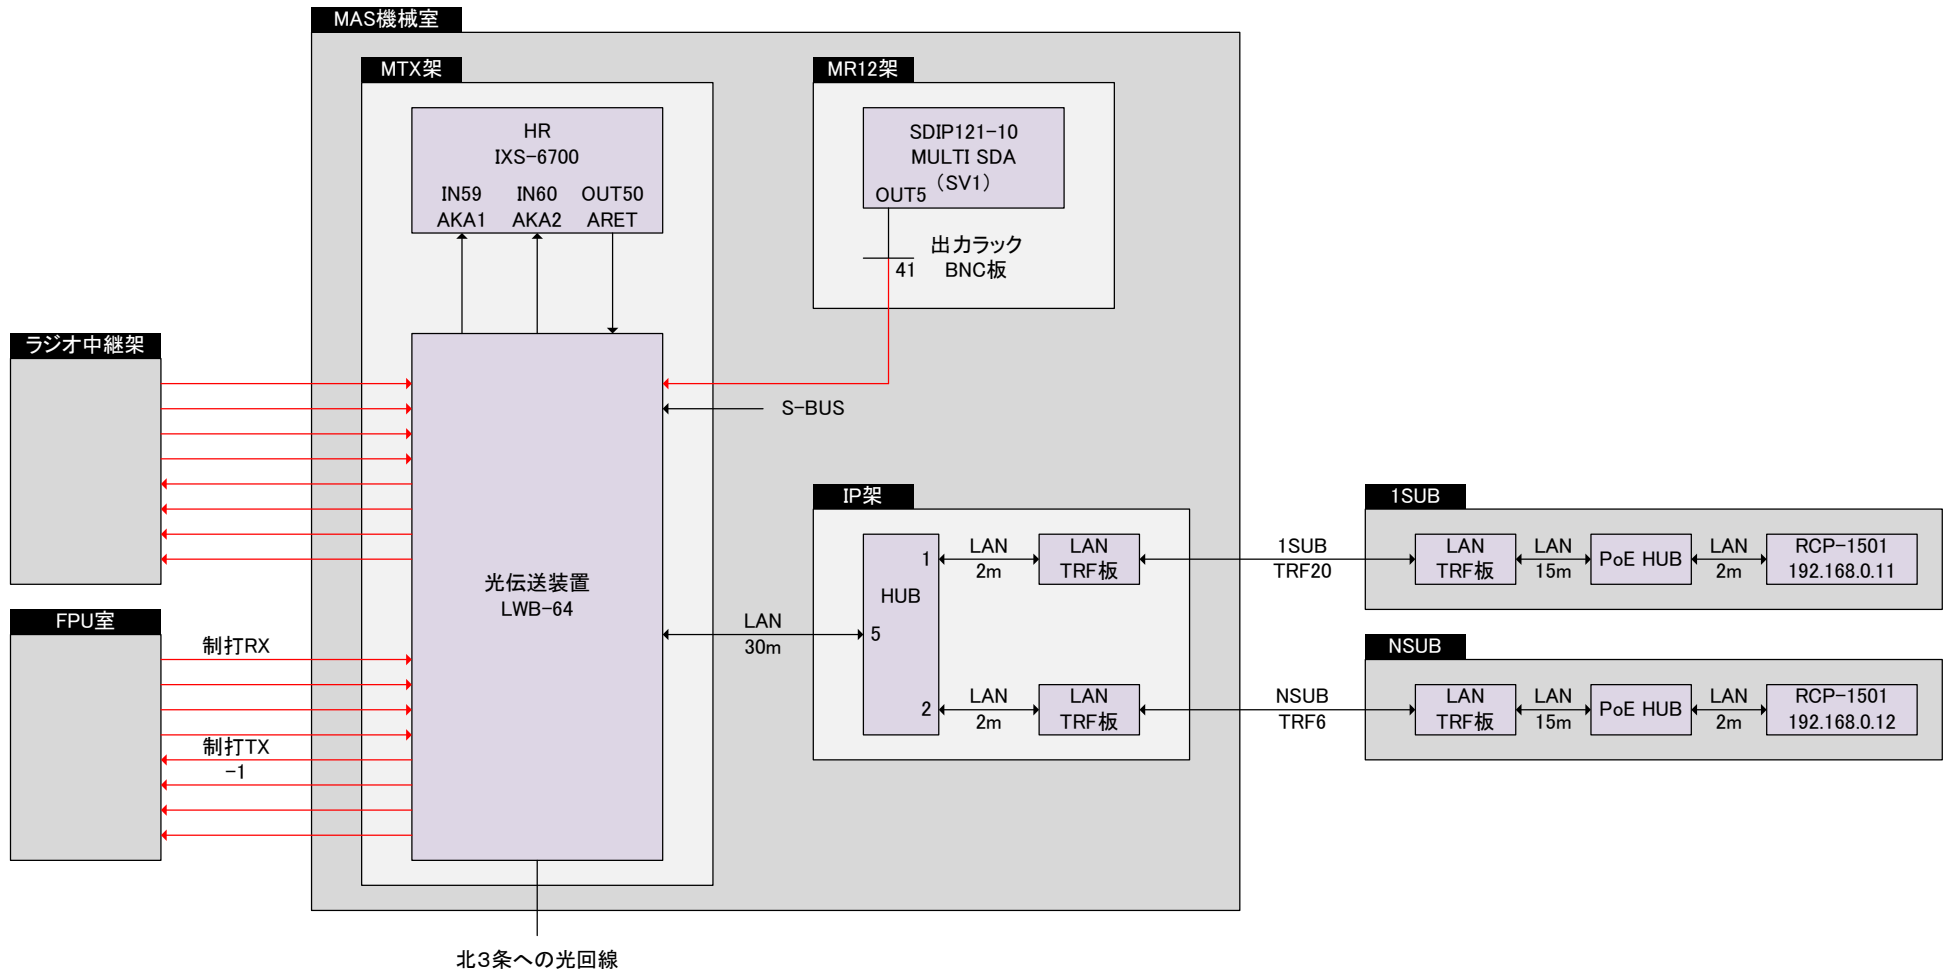 MAS機械室
MTX架
HR
IXS-6700
IN59
AKA1
IN60
AKA2
OUT50
ARET
MR12架
SDIP121-10
MULTI SDA
（SV1）
OUT5
41
出力ラック
BNC板
ラジオ中継架
S-BUS
FPU室
制打RX
制打TX
-1
光伝送装置
LWB-64
LAN
30m
IP架
HUB
1
5
2
LAN
2m
LAN
TRF板
LAN
2m
LAN
TRF板
1SUB
TRF20
NSUB
TRF6
1SUB
LAN
TRF板
LAN
15m
PoE HUB
LAN
2m
RCP-1501
192.168.0.11
NSUB
LAN
TRF板
LAN
15m
PoE HUB
LAN
2m
RCP-1501
192.168.0.12
北3条への光回線